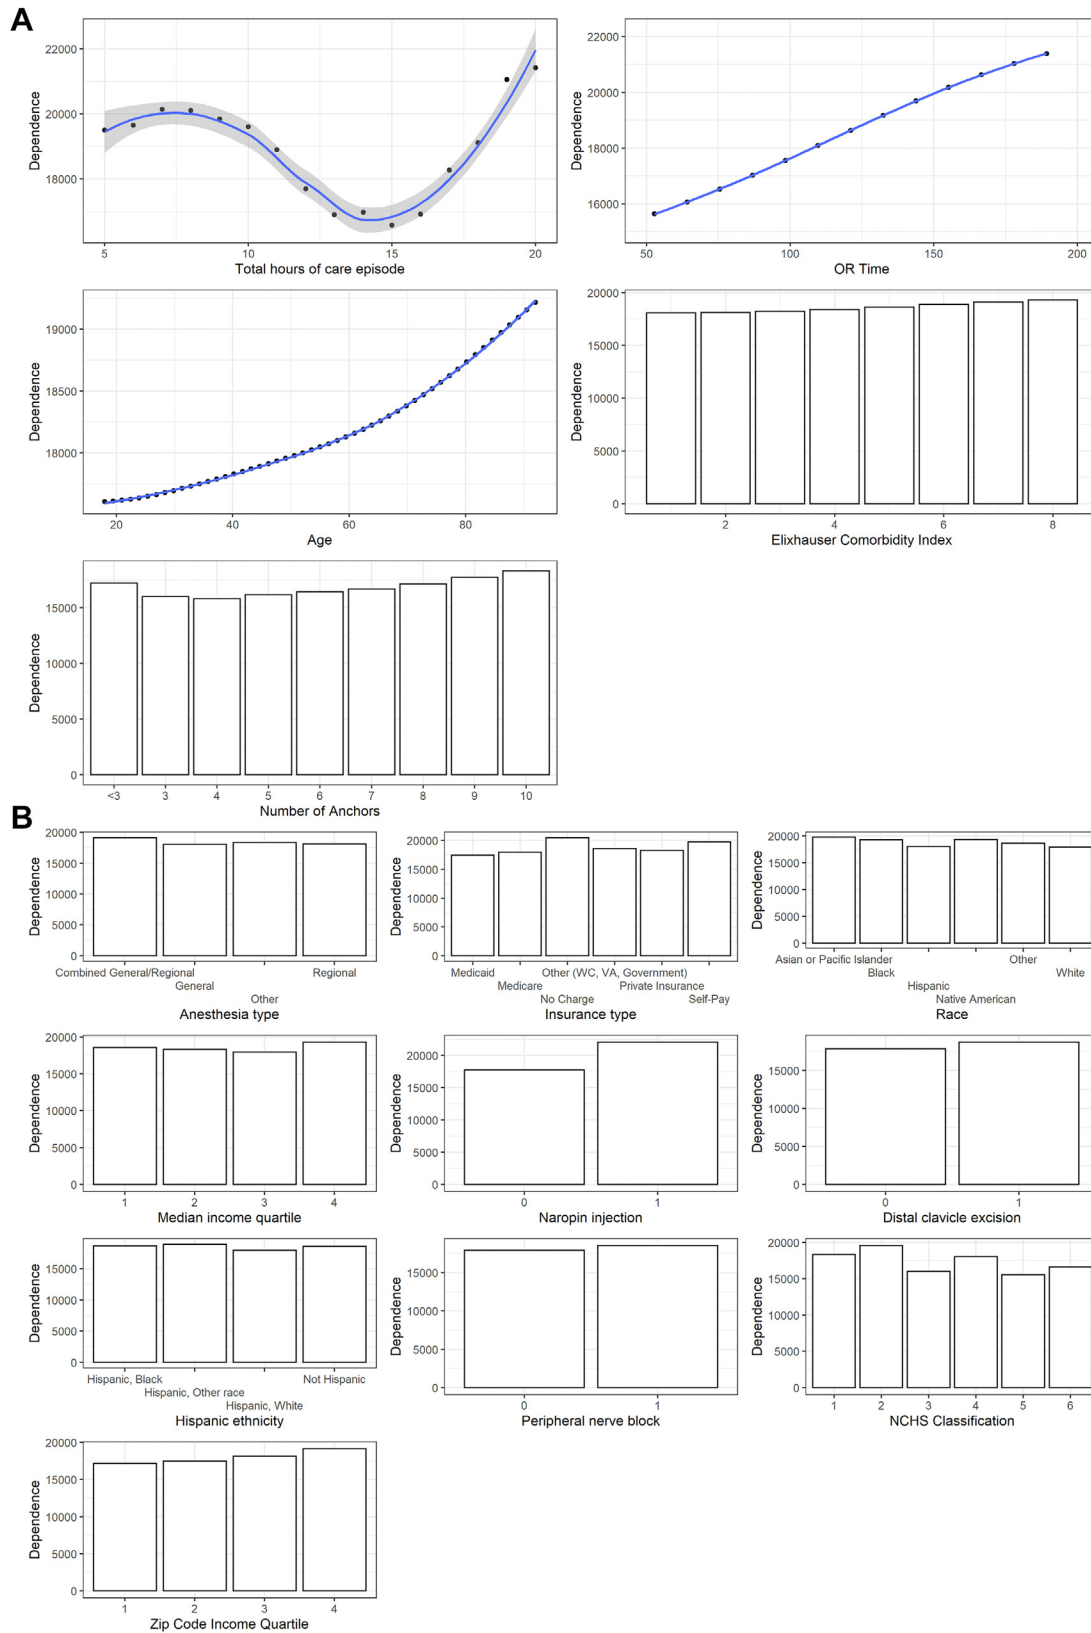 A
Dependence
22000
20000
18000
5
10
15
20
Total hours of care episode
Dependence
22000
20000
18000
16000
50
100
150
200
OR Time
Dependence
19000
18500
18000
20
40
60
80
Age
Dependence
20000
15000
10000
5000
0
2
4
6
8
Elixhauser Comorbidity Index
Dependence
15000
10000
5000
0
<3
3
4
5
6
7
8
9
10
Number of Anchors
B
Dependence
20000
15000
10000
5000
0
Combined General/Regional
General
Other
Regional
Anesthesia type
Dependence
20000
15000
10000
5000
0
Medicaid
Medicare
No Charge
Other (WC, VA, Government)
Private Insurance
Self-Pay
Insurance type
Dependence
20000
15000
10000
5000
0
Asian or Pacific Islander
Black
Hispanic
Native American
Other
White
Race
Dependence
20000
15000
10000
5000
0
1
2
3
4
Median income quartile
Dependence
20000
15000
10000
5000
0
0
1
Naropin injection
Dependence
15000
10000
5000
0
0
1
Distal clavicle excision
Dependence
15000
10000
5000
0
Hispanic, Black
Hispanic, Other race
Hispanic, White
Not Hispanic
Hispanic ethnicity
Dependence
15000
10000
5000
0
0
1
Peripheral nerve block
Dependence
20000
15000
10000
5000
0
1
2
3
4
5
6
NCHS Classification
Dependence
20000
15000
10000
5000
0
1
2
3
4
Zip Code Income Quartile